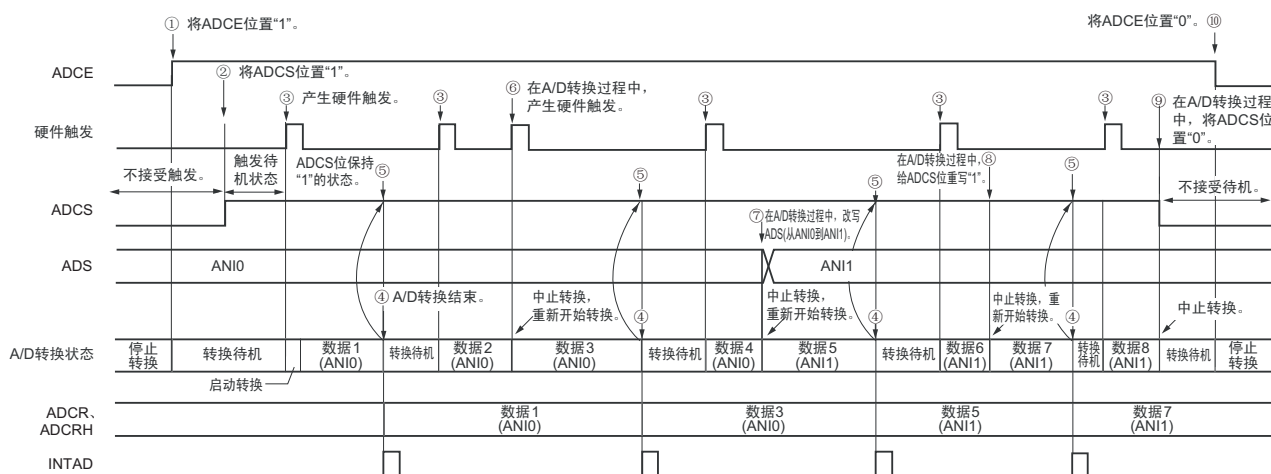 ① 将ADCE位置“1”。
将ADCE位置“0”。⑩
ADCE
② 将ADCS位置“1”。
③ 产生硬件触发。
③
⑥ 在A/D转换过程中，
产生硬件触发。
③
③
③
⑨ 在A/D转换过程
中，将ADCS位
置“0”。
硬件触发
不接受触发。
触发待
机状态
ADCS位保持
“1”的状态。
⑤
⑤
⑤
在A/D转换过程中，
给ADCS位重写“1”。
⑧
⑤
不接受待机。
ADCS
⑦ 在A/D转换过程中，改写
ADS(从ANI0到ANI1)。
ADS
ANI0
ANI1
④ A/D转换结束。
中止转换，
重新开始转换。
④
中止转换，
重新开始转换。
④
中止转换，重
新开始转换。
④
中止转换。
A/D转换状态
停止
转换
转换待机
数据1
(ANI0)
转换待机
数据2
(ANI0)
数据3
(ANI0)
转换待机
数据4
(ANI0)
数据5
(ANI1)
转换待机
数据6
(ANI1)
数据7
(ANI1)
转换
待机
数据8
(ANI1)
转换待机
停止
转换
启动转换
ADCR、
ADCRH
数据1
(ANI0)
数据3
(ANI0)
数据5
(ANI1)
数据7
(ANI1)
INTAD